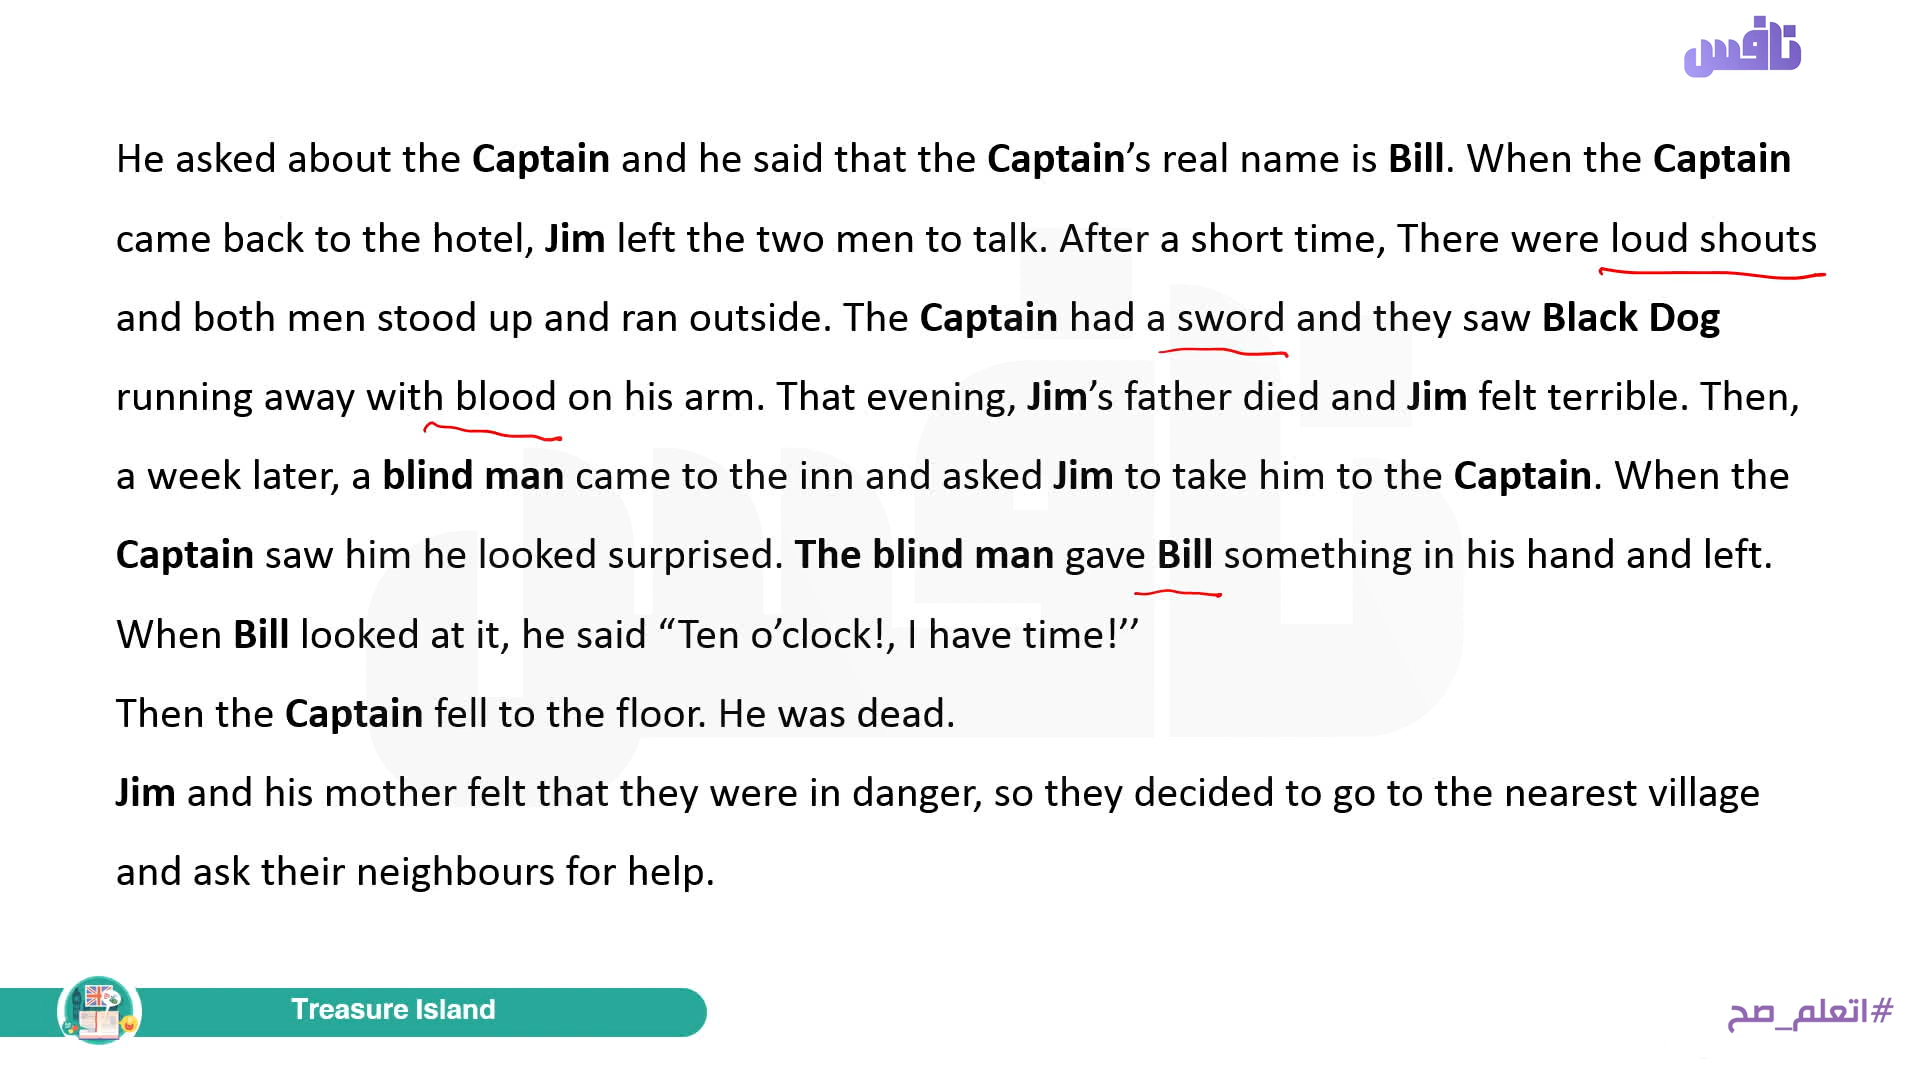 نافس
He asked about the Captain and he said that the Captain’s real name is Bill. When the Captain
came back to the hotel, Jim left the two men to talk. After a short time, There were loud shouts
and both men stood up and ran outside. The Captain had a sword and they saw Black Dog
running away with blood on his arm. That evening, Jim’s father died and Jim felt terrible. Then,
a week later, a blind man came to the inn and asked Jim to take him to the Captain. When the
Captain saw him he looked surprised. The blind man gave Bill something in his hand and left.
When Bill looked at it, he said “Ten o’clock!, I have time!’’
Then the Captain fell to the floor. He was dead.
Jim and his mother felt that they were in danger, so they decided to go to the nearest village
and ask their neighbours for help.
Treasure Island
#اتعلم_صح